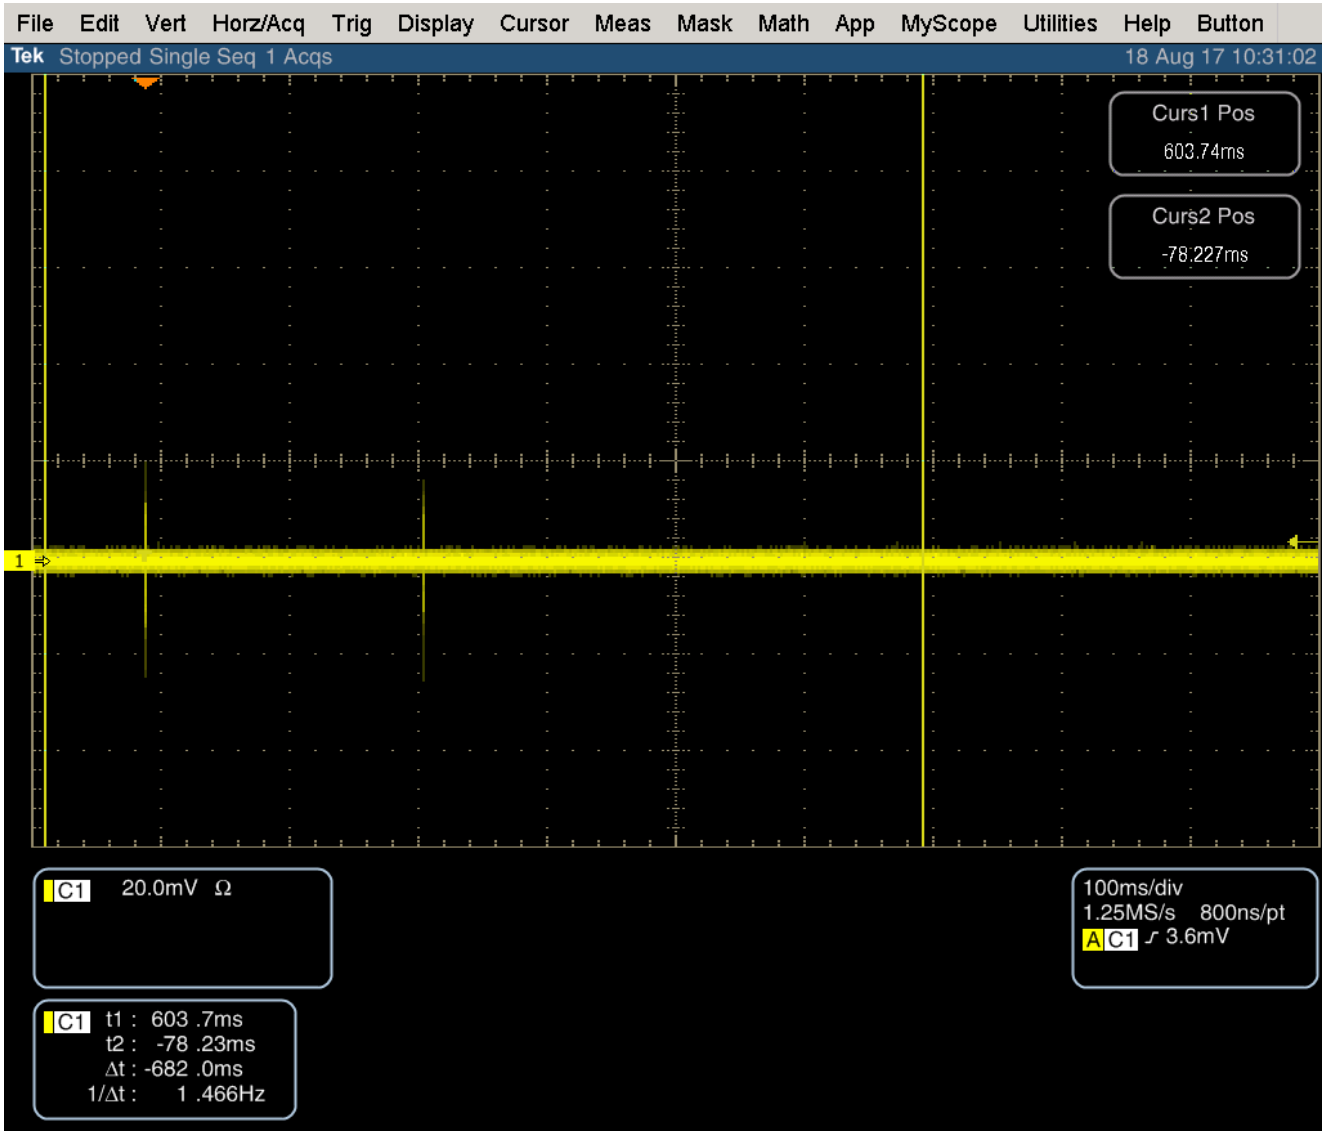 File Edit Vert Horz/Acq Trig Display Cursor Meas Mask Math App MyScope Utilities Help Button
Tek Stopped Single Seq 1 Acqs 18 Aug 17 10:31:02
Curs1 Pos
603.74ms
Curs2 Pos
-78.227ms
1
C1 20.0mV Ω
100ms/div
1.25MS/s 800ns/pt
A C1 3.6mV
C1 t1 : 603 .7ms
t2 : -78 .23ms
Δt : -682 .0ms
1/Δt : 1 .466Hz